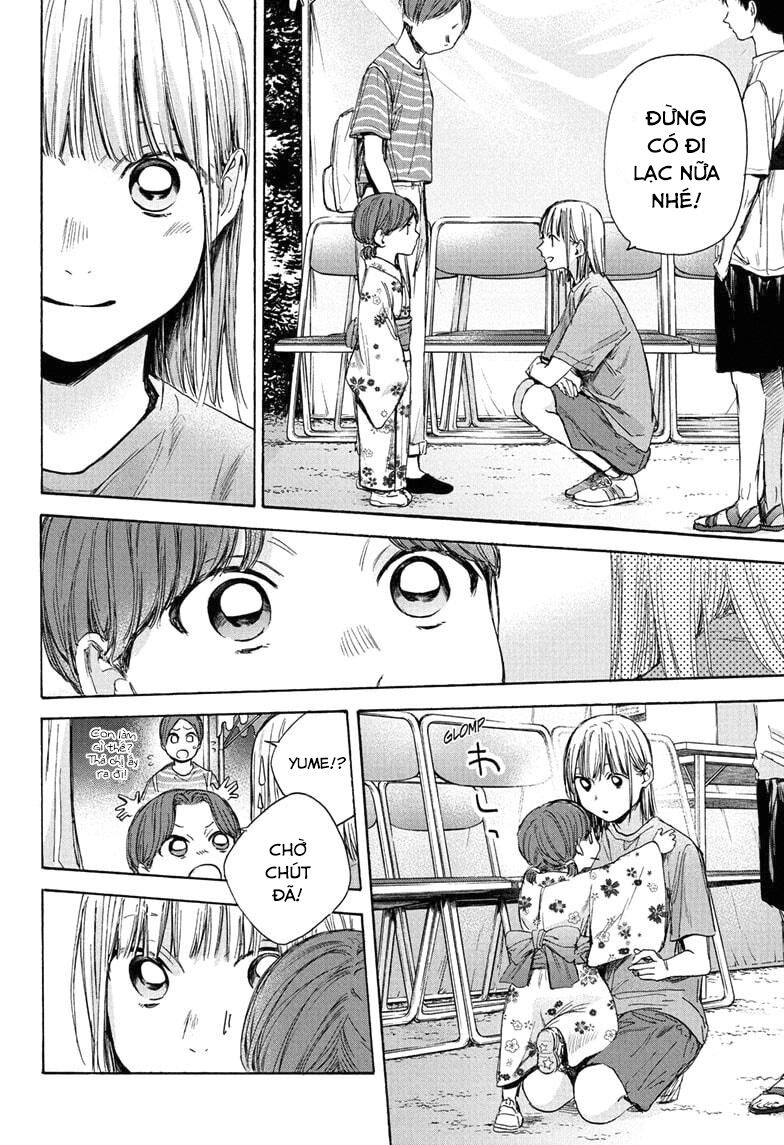 ĐỪNG
CÓ ĐI
LẠC NỮA
NHÉ!
GLOMP
わしっ
YUME!?
Con làm
gì thế?
Thả chị ấy
ra đi!
CHỜ
CHÚT
ĐÃ!